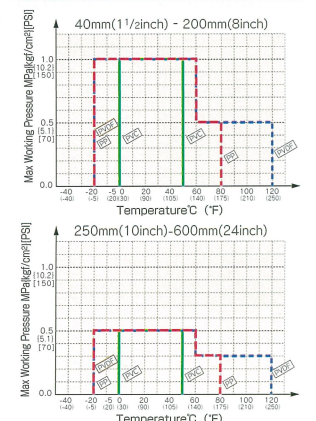 40mm(1 1/2inch) - 200mm(8inch)
Max Working Pressure MPa{kgf/cm²}[PSI]
1.0
{10.2}
[150]
0.5
{5.1}
[70]
0.0
PVDF
PP
PVC
PVC
PP
PVDF
-40 -20 -5 0 20 40 60 80 100 120
(-40) (-5) (20)(30) (90) (105) (140) (175) (210) (250)
Temperature℃ (°F)
250mm(10inch)-600mm(24inch)
Max Working Pressure MPa{kgf/cm²}[PSI]
1.0
{10.2}
[150]
0.5
{5.1}
[70]
0.0
PVDF
PP
PVC
PVC
PP
PVDF
-40 -20 -5 0 20 40 60 80 100 120
(-40) (-5) (20) (30) (90) (105) (140) (175) (210) (250)
Temperature℃ (°F)